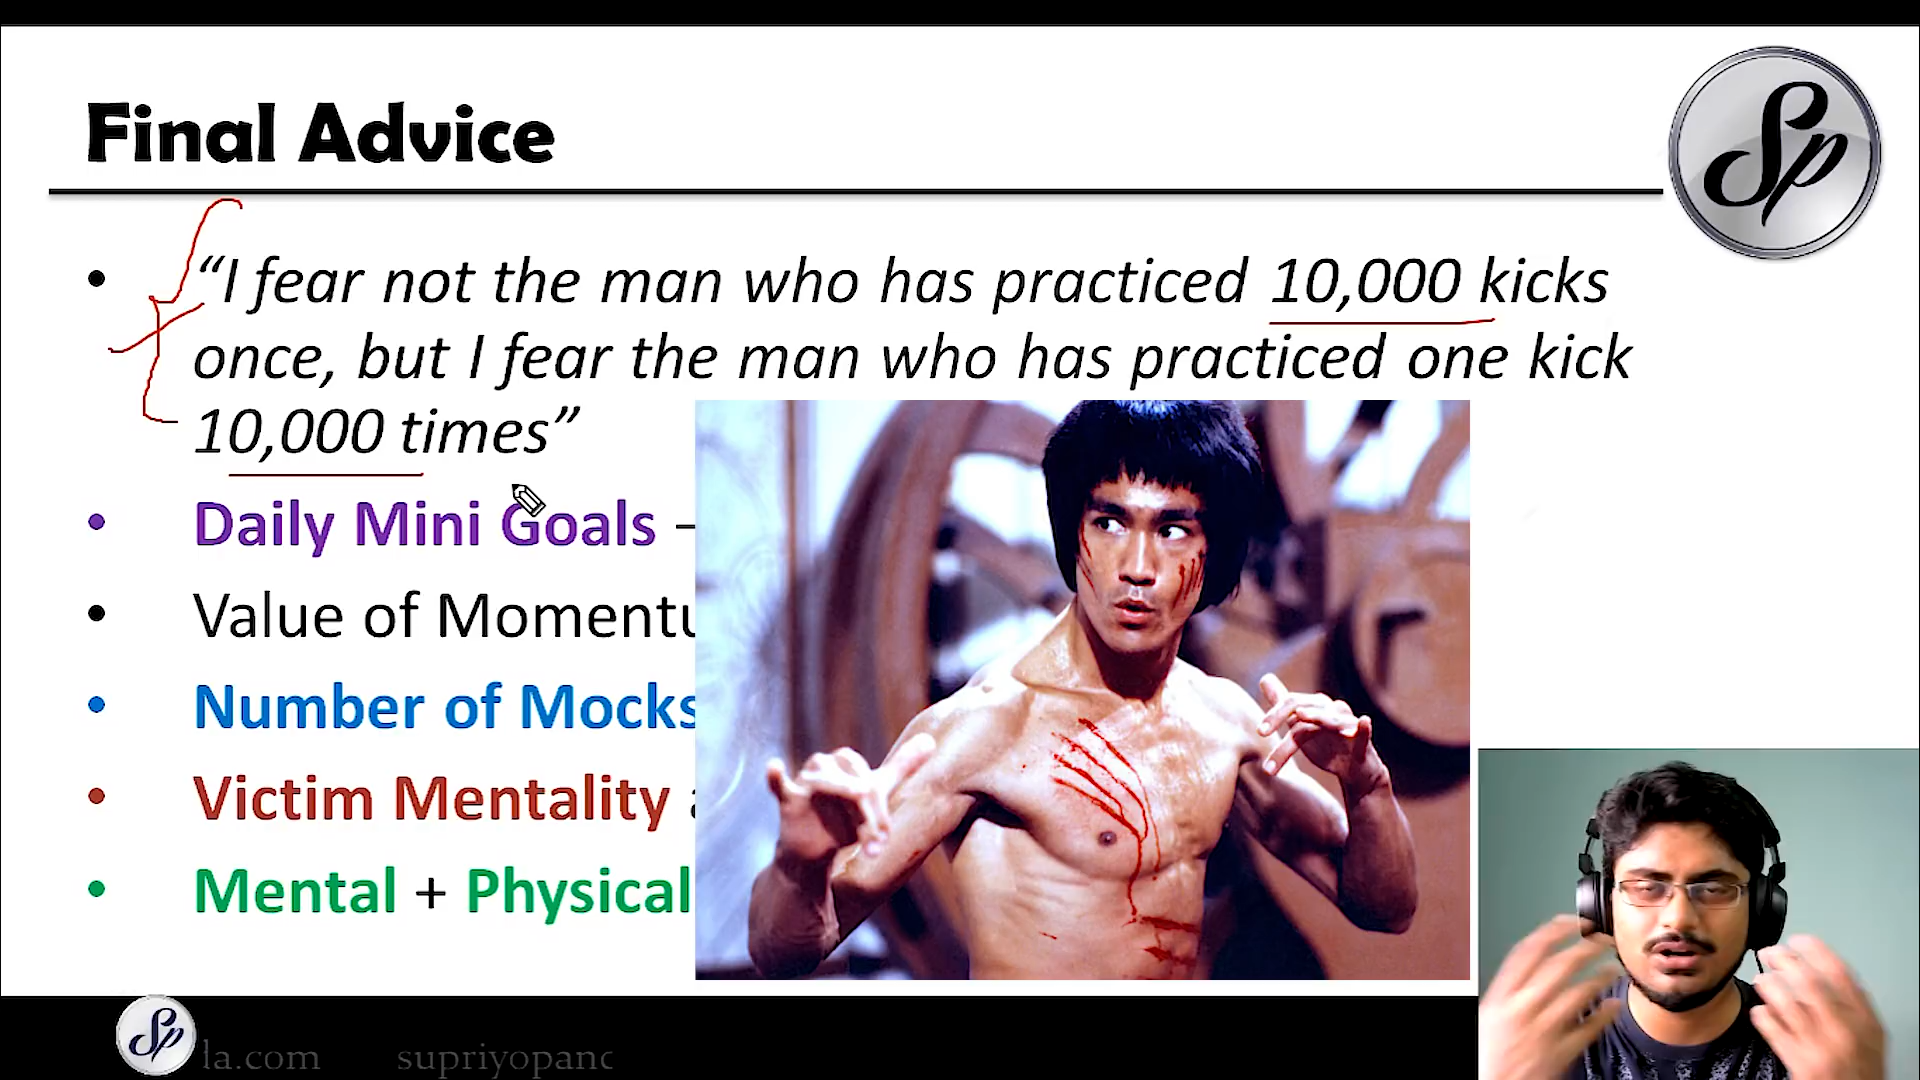 Final Advice
Sp
• “I fear not the man who has practiced 10,000 kicks
once, but I fear the man who has practiced one kick
10,000 times”
• Daily Mini Goals –
• Value of Momentu
• Number of Mocks
• Victim Mentality
• Mental + Physical
Sp la.com supriyopanc